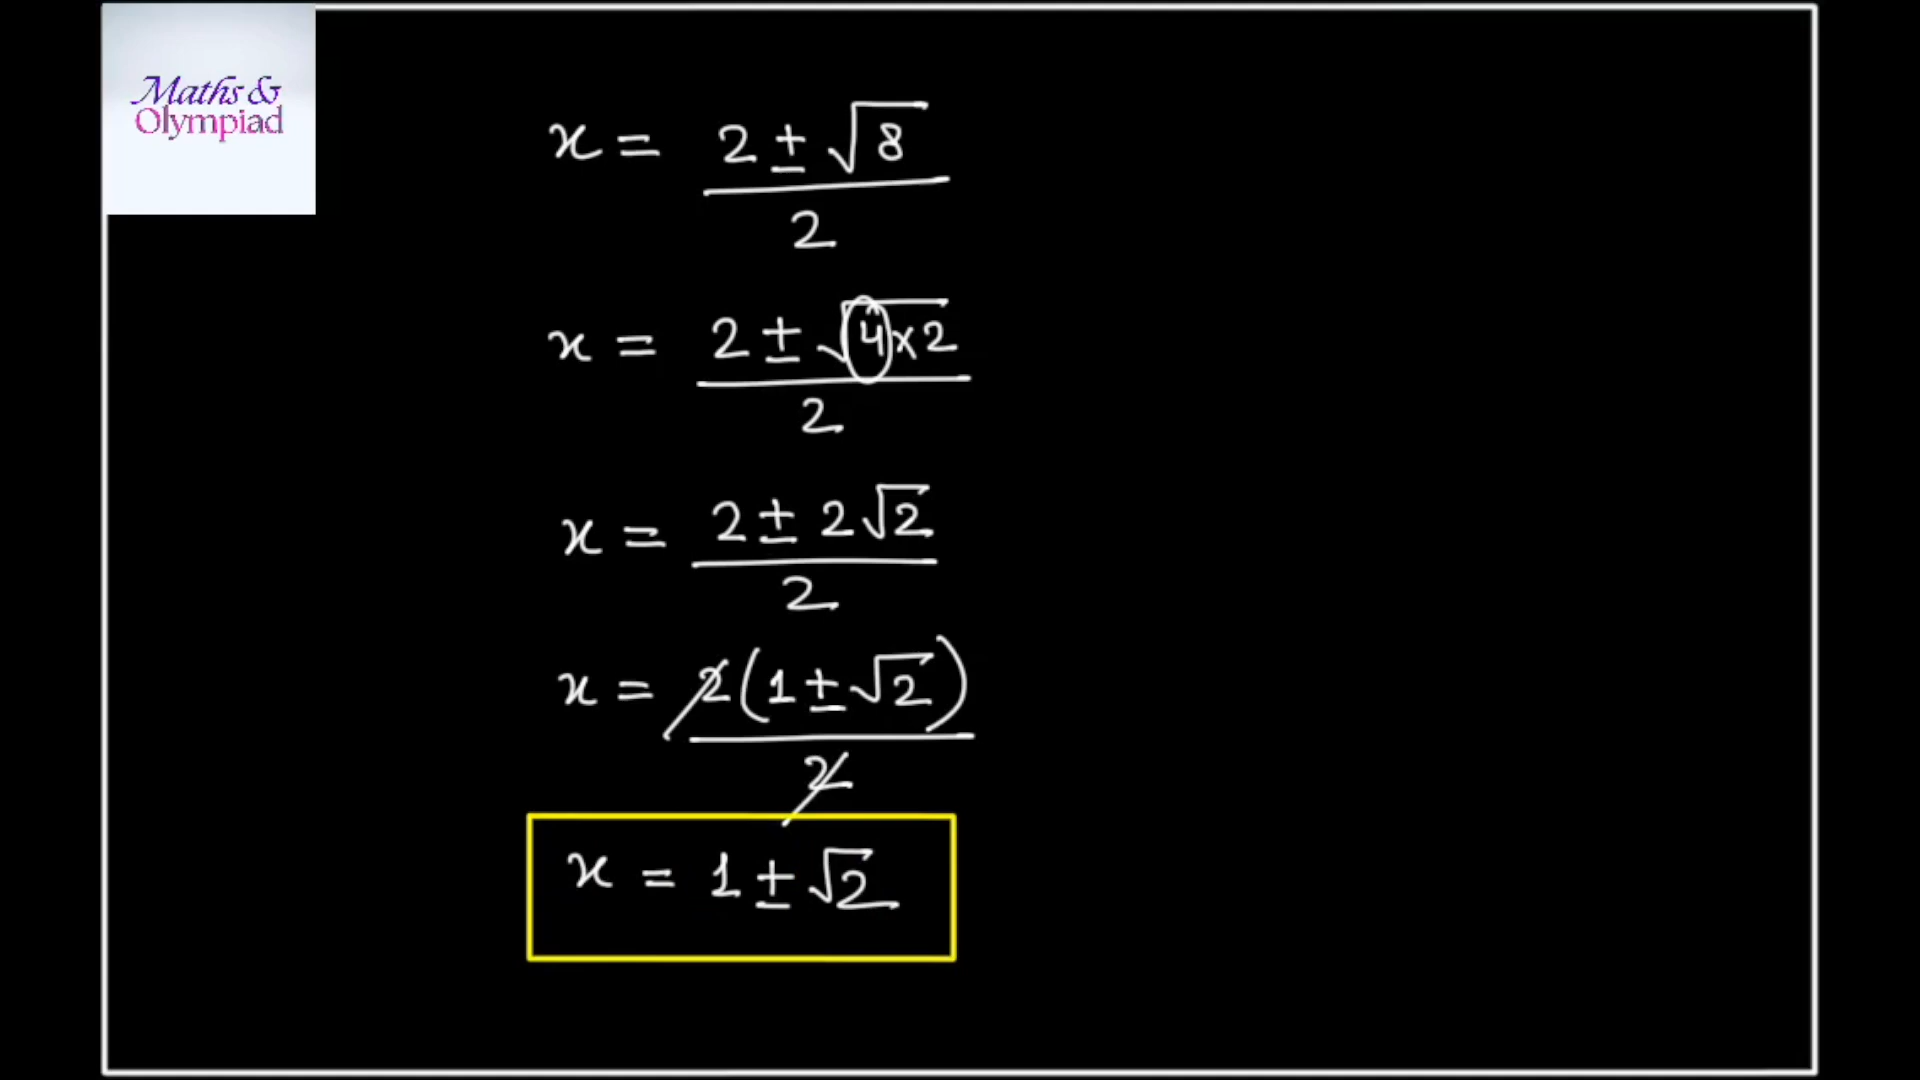 Maths &
Olympiad
x = (2 ± √8) / 2
x = (2 ± √(4×2)) / 2
x = (2 ± 2√2) / 2
x = 2(1 ± √2) / 2
x = 1 ± √2